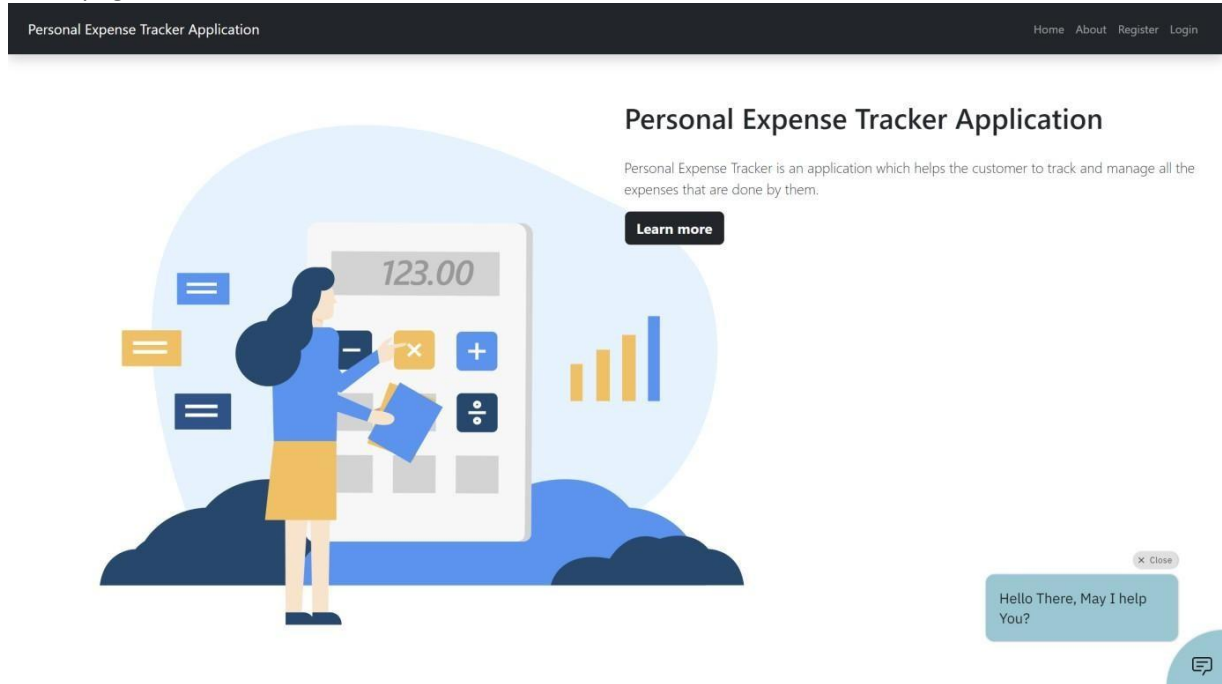 Personal Expense Tracker Application
Home About Register Login
Personal Expense Tracker Application
Personal Expense Tracker is an application which helps the customer to track and manage all the
expenses that are done by them.
Learn more
123.00
− × +
÷
× Close
Hello There, May I help
You?